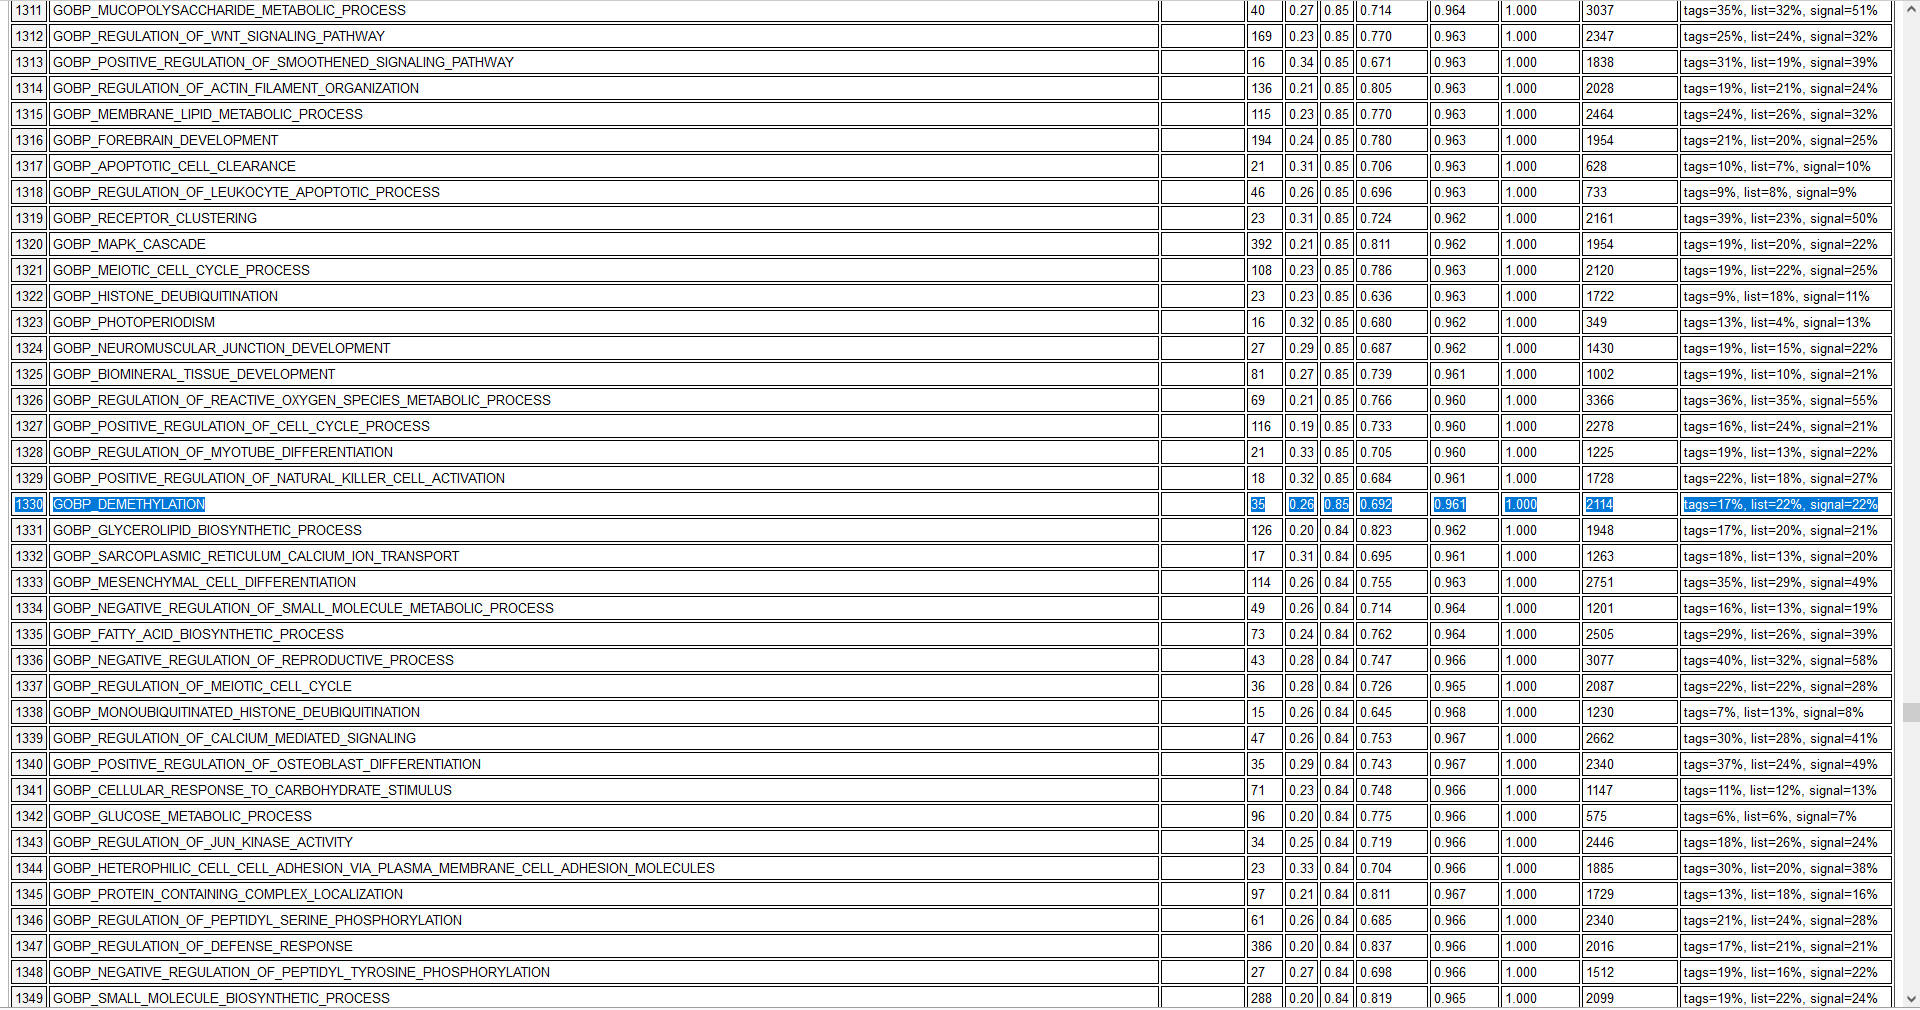 1311 GOBP_MUCOPOLYSACCHARIDE_METABOLIC_PROCESS 40 0.27 0.85 0.714 0.964 1.000 3037 tags=35%, list=32%, signal=51%
1312 GOBP_REGULATION_OF_WNT_SIGNALING_PATHWAY 169 0.23 0.85 0.770 0.963 1.000 2347 tags=25%, list=24%, signal=32%
1313 GOBP_POSITIVE_REGULATION_OF_SMOOTHENED_SIGNALING_PATHWAY 16 0.34 0.85 0.671 0.963 1.000 1838 tags=31%, list=19%, signal=39%
1314 GOBP_REGULATION_OF_ACTIN_FILAMENT_ORGANIZATION 136 0.21 0.85 0.805 0.963 1.000 2028 tags=19%, list=21%, signal=24%
1315 GOBP_MEMBRANE_LIPID_METABOLIC_PROCESS 115 0.23 0.85 0.770 0.963 1.000 2464 tags=24%, list=26%, signal=32%
1316 GOBP_FOREBRAIN_DEVELOPMENT 194 0.24 0.85 0.780 0.963 1.000 1954 tags=21%, list=20%, signal=25%
1317 GOBP_APOPTOTIC_CELL_CLEARANCE 21 0.31 0.85 0.706 0.963 1.000 628 tags=10%, list=7%, signal=10%
1318 GOBP_REGULATION_OF_LEUKOCYTE_APOPTOTIC_PROCESS 46 0.26 0.85 0.696 0.963 1.000 733 tags=9%, list=8%, signal=9%
1319 GOBP_RECEPTOR_CLUSTERING 23 0.31 0.85 0.724 0.962 1.000 2161 tags=39%, list=23%, signal=50%
1320 GOBP_MAPK_CASCADE 392 0.21 0.85 0.811 0.962 1.000 1954 tags=19%, list=20%, signal=22%
1321 GOBP_MEIOTIC_CELL_CYCLE_PROCESS 108 0.23 0.85 0.786 0.963 1.000 2120 tags=19%, list=22%, signal=25%
1322 GOBP_HISTONE_DEUBIQUITINATION 23 0.23 0.85 0.636 0.963 1.000 1722 tags=9%, list=18%, signal=11%
1323 GOBP_PHOTOPERIODISM 16 0.32 0.85 0.680 0.962 1.000 349 tags=13%, list=4%, signal=13%
1324 GOBP_NEUROMUSCULAR_JUNCTION_DEVELOPMENT 27 0.29 0.85 0.687 0.962 1.000 1430 tags=19%, list=15%, signal=22%
1325 GOBP_BIOMINERAL_TISSUE_DEVELOPMENT 81 0.27 0.85 0.739 0.961 1.000 1002 tags=19%, list=10%, signal=21%
1326 GOBP_REGULATION_OF_REACTIVE_OXYGEN_SPECIES_METABOLIC_PROCESS 69 0.21 0.85 0.766 0.960 1.000 3366 tags=36%, list=35%, signal=55%
1327 GOBP_POSITIVE_REGULATION_OF_CELL_CYCLE_PROCESS 116 0.19 0.85 0.733 0.960 1.000 2278 tags=16%, list=24%, signal=21%
1328 GOBP_REGULATION_OF_MYOTUBE_DIFFERENTIATION 21 0.33 0.85 0.705 0.960 1.000 1225 tags=19%, list=13%, signal=22%
1329 GOBP_POSITIVE_REGULATION_OF_NATURAL_KILLER_CELL_ACTIVATION 18 0.32 0.85 0.684 0.961 1.000 1728 tags=22%, list=18%, signal=27%
1330 GOBP_DEMETHYLATION 35 0.26 0.85 0.692 0.961 1.000 2114 tags=17%, list=22%, signal=22%
1331 GOBP_GLYCEROLIPID_BIOSYNTHETIC_PROCESS 126 0.20 0.84 0.823 0.962 1.000 1948 tags=17%, list=20%, signal=21%
1332 GOBP_SARCOPLASMIC_RETICULUM_CALCIUM_ION_TRANSPORT 17 0.31 0.84 0.695 0.961 1.000 1263 tags=18%, list=13%, signal=20%
1333 GOBP_MESENCHYMAL_CELL_DIFFERENTIATION 114 0.26 0.84 0.755 0.963 1.000 2751 tags=35%, list=29%, signal=49%
1334 GOBP_NEGATIVE_REGULATION_OF_SMALL_MOLECULE_METABOLIC_PROCESS 49 0.26 0.84 0.714 0.964 1.000 1201 tags=16%, list=13%, signal=19%
1335 GOBP_FATTY_ACID_BIOSYNTHETIC_PROCESS 73 0.24 0.84 0.762 0.964 1.000 2505 tags=29%, list=26%, signal=39%
1336 GOBP_NEGATIVE_REGULATION_OF_REPRODUCTIVE_PROCESS 43 0.28 0.84 0.747 0.966 1.000 3077 tags=40%, list=32%, signal=58%
1337 GOBP_REGULATION_OF_MEIOTIC_CELL_CYCLE 36 0.28 0.84 0.726 0.965 1.000 2087 tags=22%, list=22%, signal=28%
1338 GOBP_MONOUBIQUITINATED_HISTONE_DEUBIQUITINATION 15 0.26 0.84 0.645 0.968 1.000 1230 tags=7%, list=13%, signal=8%
1339 GOBP_REGULATION_OF_CALCIUM_MEDIATED_SIGNALING 47 0.26 0.84 0.753 0.967 1.000 2662 tags=30%, list=28%, signal=41%
1340 GOBP_POSITIVE_REGULATION_OF_OSTEOBLAST_DIFFERENTIATION 35 0.29 0.84 0.743 0.967 1.000 2340 tags=37%, list=24%, signal=49%
1341 GOBP_CELLULAR_RESPONSE_TO_CARBOHYDRATE_STIMULUS 71 0.23 0.84 0.748 0.966 1.000 1147 tags=11%, list=12%, signal=13%
1342 GOBP_GLUCOSE_METABOLIC_PROCESS 96 0.20 0.84 0.775 0.966 1.000 575 tags=6%, list=6%, signal=7%
1343 GOBP_REGULATION_OF_JUN_KINASE_ACTIVITY 34 0.25 0.84 0.719 0.966 1.000 2446 tags=18%, list=26%, signal=24%
1344 GOBP_HETEROPHILIC_CELL_CELL_ADHESION_VIA_PLASMA_MEMBRANE_CELL_ADHESION_MOLECULES 23 0.33 0.84 0.704 0.966 1.000 1885 tags=30%, list=20%, signal=38%
1345 GOBP_PROTEIN_CONTAINING_COMPLEX_LOCALIZATION 97 0.21 0.84 0.811 0.967 1.000 1729 tags=13%, list=18%, signal=16%
1346 GOBP_REGULATION_OF_PEPTIDYL_SERINE_PHOSPHORYLATION 61 0.26 0.84 0.685 0.966 1.000 2340 tags=21%, list=24%, signal=28%
1347 GOBP_REGULATION_OF_DEFENSE_RESPONSE 386 0.20 0.84 0.837 0.966 1.000 2016 tags=17%, list=21%, signal=21%
1348 GOBP_NEGATIVE_REGULATION_OF_PEPTIDYL_TYROSINE_PHOSPHORYLATION 27 0.27 0.84 0.698 0.966 1.000 1512 tags=19%, list=16%, signal=22%
1349 GOBP_SMALL_MOLECULE_BIOSYNTHETIC_PROCESS 288 0.20 0.84 0.819 0.965 1.000 2099 tags=19%, list=22%, signal=24%